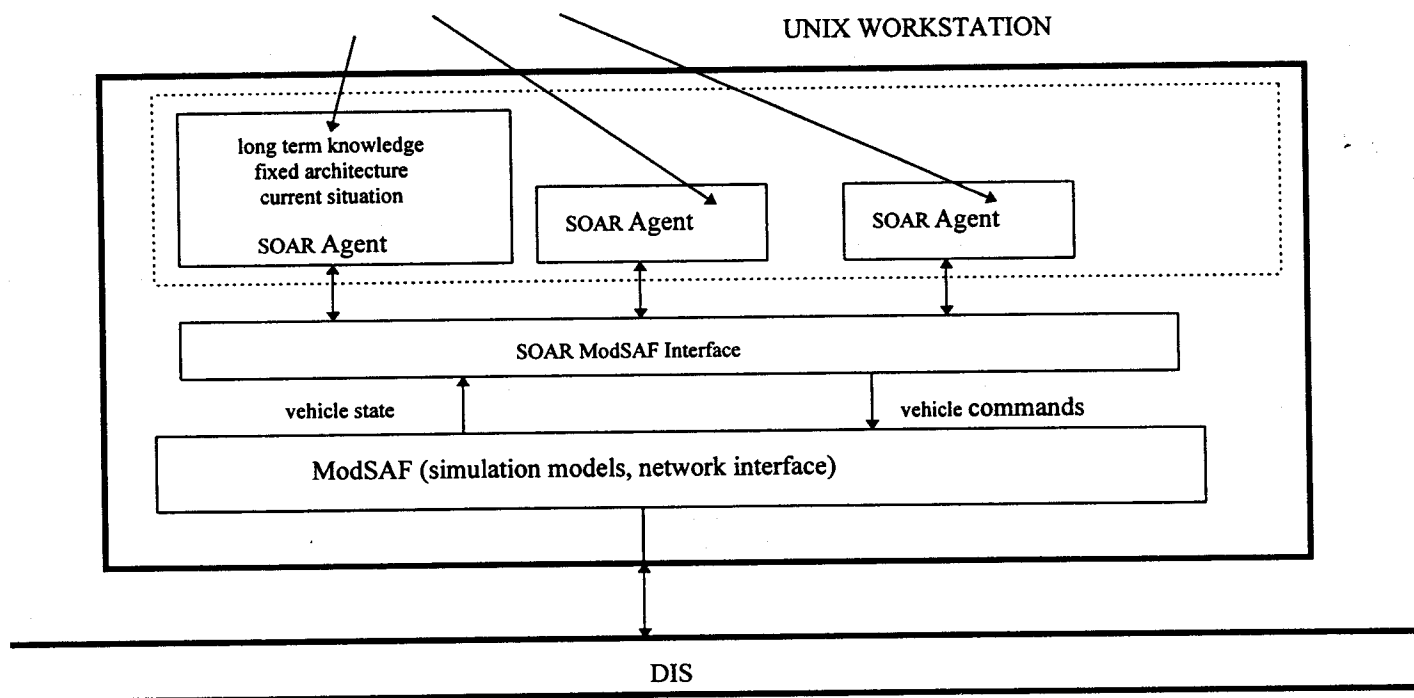 UNIX WORKSTATION
long term knowledge
fixed architecture
current situation
SOAR Agent
SOAR Agent
SOAR Agent
SOAR ModSAF Interface
vehicle state
vehicle commands
ModSAF (simulation models, network interface)
DIS